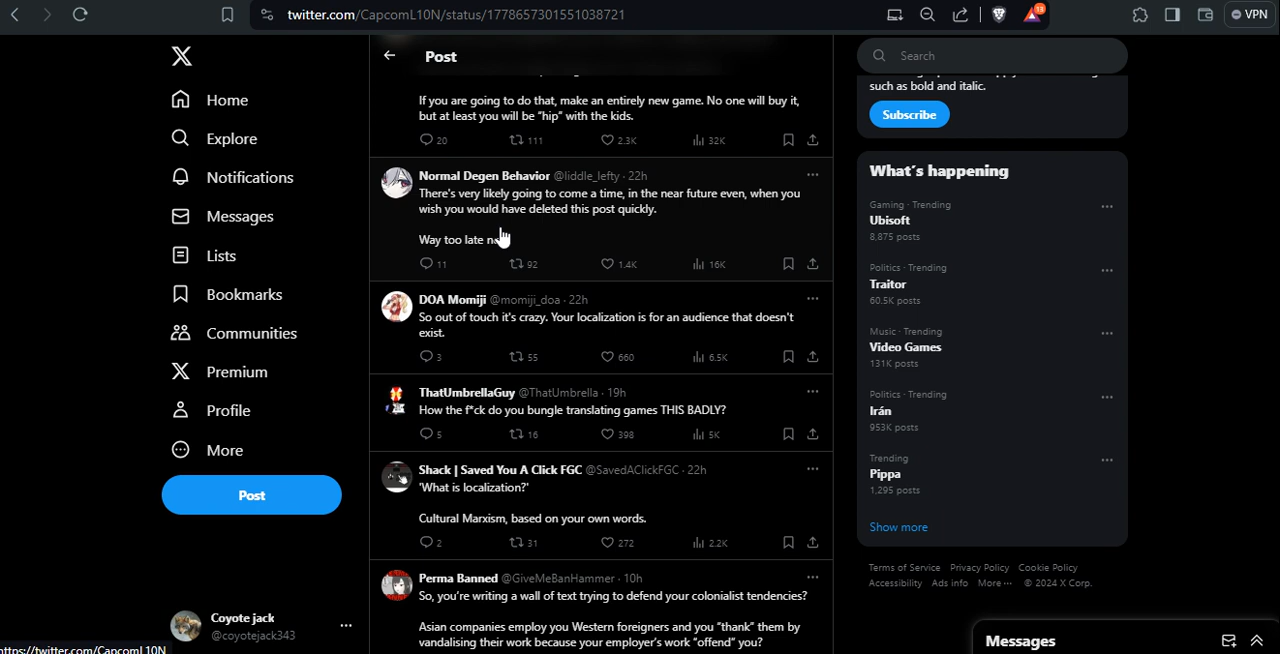 twitter.com/CapcomL10N/status/1778657301551038721
13
VPN
X
Home
Explore
Notifications
Messages
Lists
Bookmarks
Communities
Premium
Profile
More
Post
Coyote jack
@coyotejack343
https://twitter.com/CapcomL10N
Post
If you are going to do that, make an entirely new game. No one will buy it,
but at least you will be "hip" with the kids.
20 111 2.3K 32K
Normal Degen Behavior @liddle_lefty · 22h
There's very likely going to come a time, in the near future even, when you
wish you would have deleted this post quickly.
Way too late
11 92 1.4K 16K
DOA Momiji @momiji_doa · 22h
So out of touch it's crazy. Your localization is for an audience that doesn't
exist.
3 55 660 6.5K
ThatUmbrellaGuy @ThatUmbrella · 19h
How the f*ck do you bungle translating games THIS BADLY?
5 16 398 5K
Shack | Saved You A Click FGC @SavedAClickFGC · 22h
'What is localization?'
Cultural Marxism, based on your own words.
2 31 272 2.2K
Perma Banned @GiveMeBanHammer · 10h
So, you're writing a wall of text trying to defend your colonialist tendencies?
Asian companies employ you Western foreigners and you "thank" them by
vandalising their work because your employer's work "offend" you?
Search
such as bold and italic.
Subscribe
What's happening
Gaming · Trending
Ubisoft
8,875 posts
Politics · Trending
Traitor
60.5K posts
Music · Trending
Video Games
131K posts
Politics · Trending
Irán
953K posts
Trending
Pippa
1,295 posts
Show more
Terms of Service Privacy Policy Cookie Policy
Accessibility Ads info More ··· © 2024 X Corp.
Messages